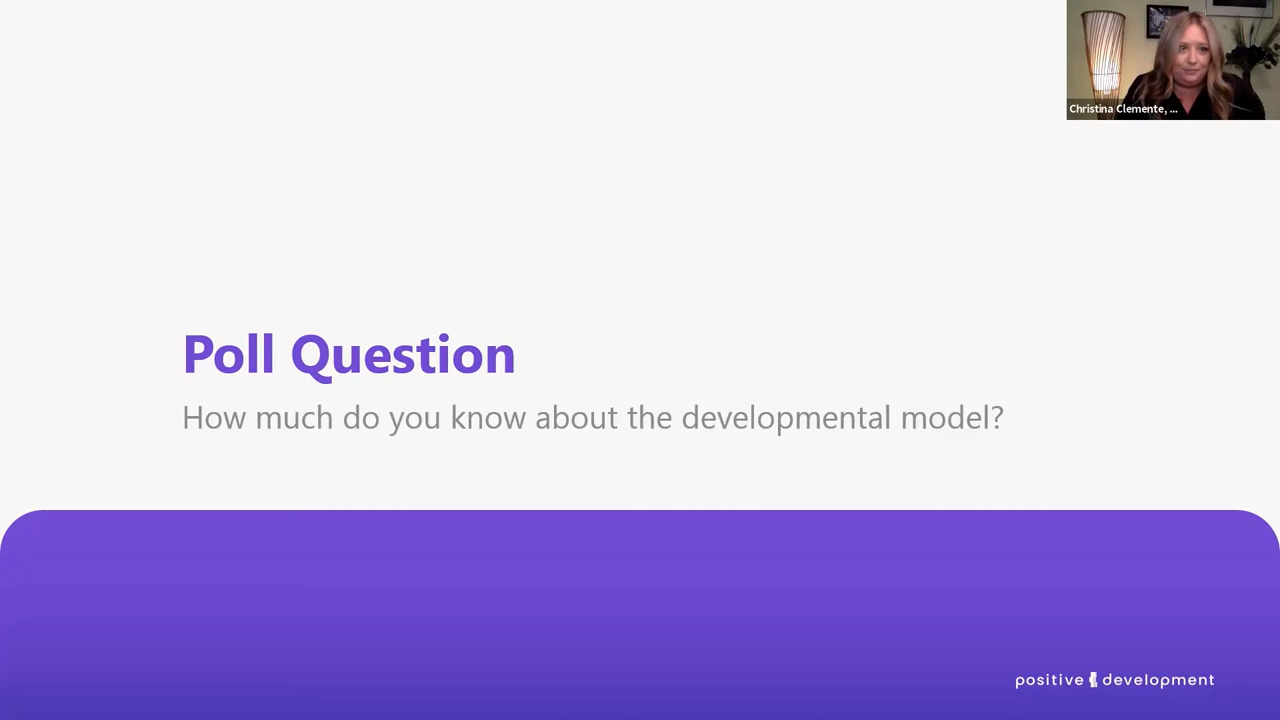 Christina Clemente, ...
Poll Question
How much do you know about the developmental model?
positive development